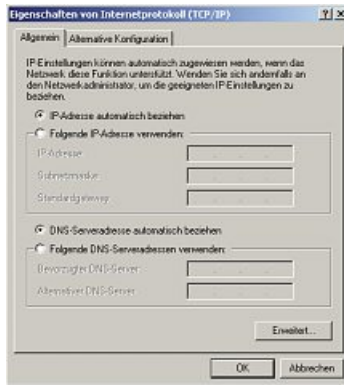 Eigenschaften von Internetprotokoll (TCP/IP)
Allgemein Alternative Konfiguration
IP-Einstellungen können automatisch zugewiesen werden, wenn das
Netzwerk diese Funktion unterstützt. Wenden Sie sich andernfalls an
den Netzwerkadministrator, um die geeigneten IP-Einstellungen zu
beziehen.
IP-Adresse automatisch beziehen
Folgende IP-Adresse verwenden:
IP-Adresse:
Subnetzmaske:
Standardgateway:
DNS-Serveradresse automatisch beziehen
Folgende DNS-Serveradressen verwenden:
Bevorzugter DNS-Server:
Alternativer DNS-Server:
Erweitert...
OK Abbrechen